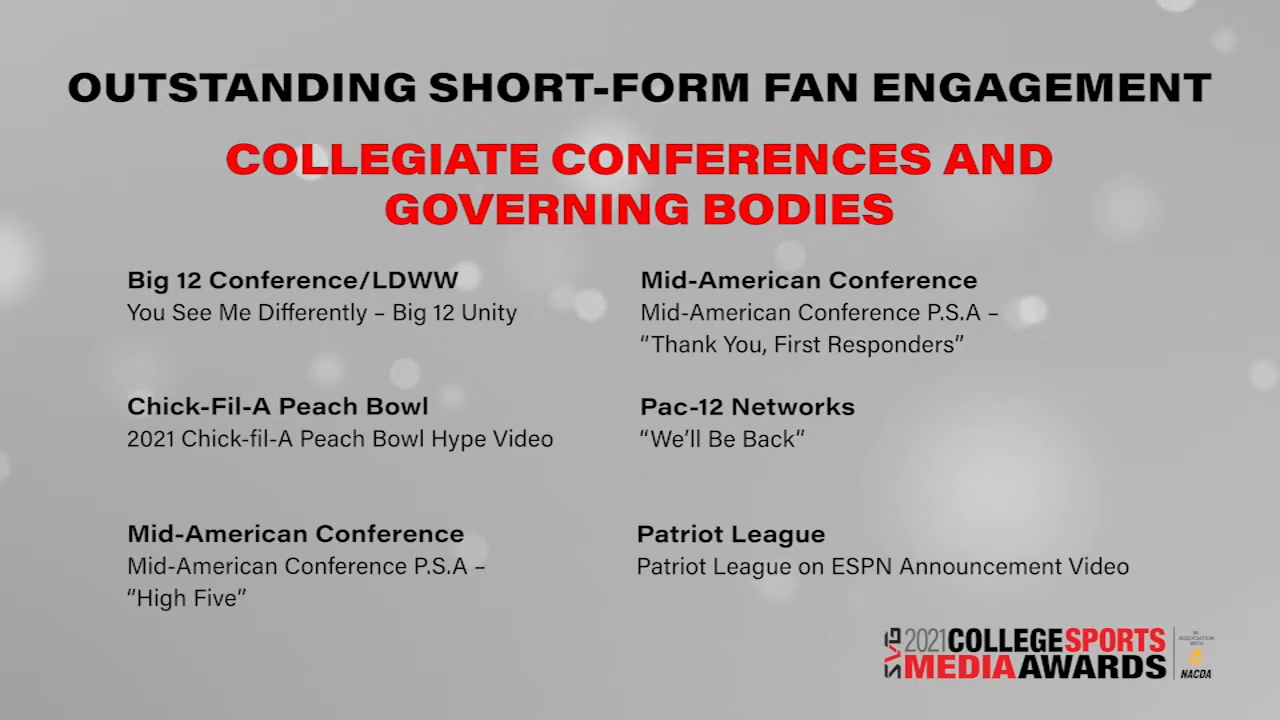 OUTSTANDING SHORT-FORM FAN ENGAGEMENT
COLLEGIATE CONFERENCES AND
GOVERNING BODIES
Big 12 Conference/LDWW
You See Me Differently – Big 12 Unity
Chick-Fil-A Peach Bowl
2021 Chick-fil-A Peach Bowl Hype Video
Mid-American Conference
Mid-American Conference P.S.A –
“High Five”
Mid-American Conference
Mid-American Conference P.S.A –
“Thank You, First Responders”
Pac-12 Networks
“We’ll Be Back”
Patriot League
Patriot League on ESPN Announcement Video
SVG
2021 COLLEGE SPORTS
MEDIA AWARDS
IN
ASSOCIATION
WITH
NACDA